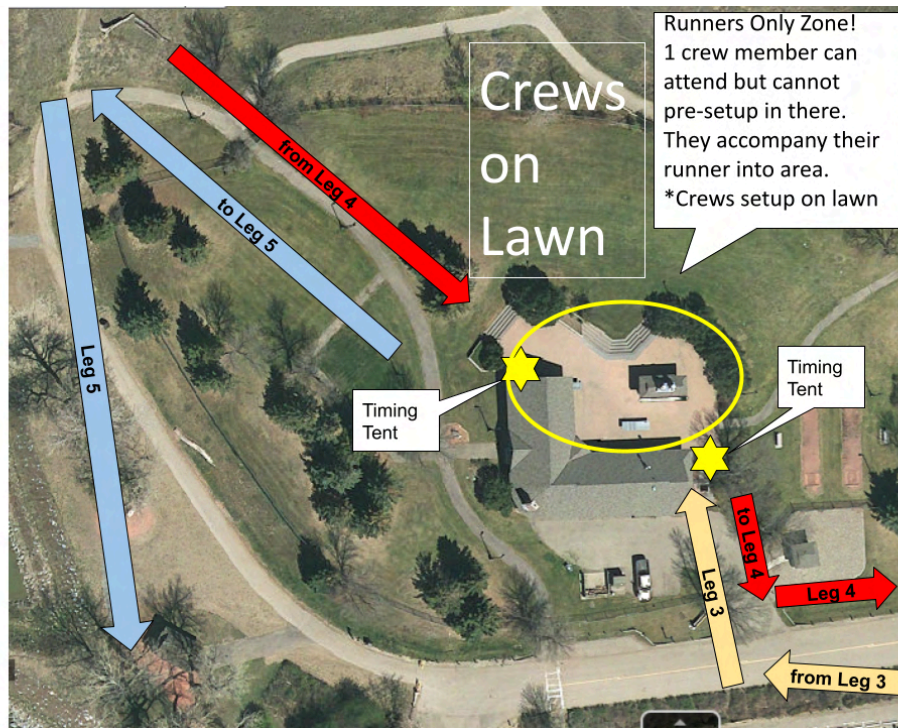 Runners Only Zone!
1 crew member can
attend but cannot
pre-setup in there.
They accompany their
runner into area.
*Crews setup on lawn
Crews
on
Lawn
from Leg 4
to Leg 5
Leg 5
Timing
Tent
Timing
Tent
to Leg 4
Leg 3
Leg 4
from Leg 3